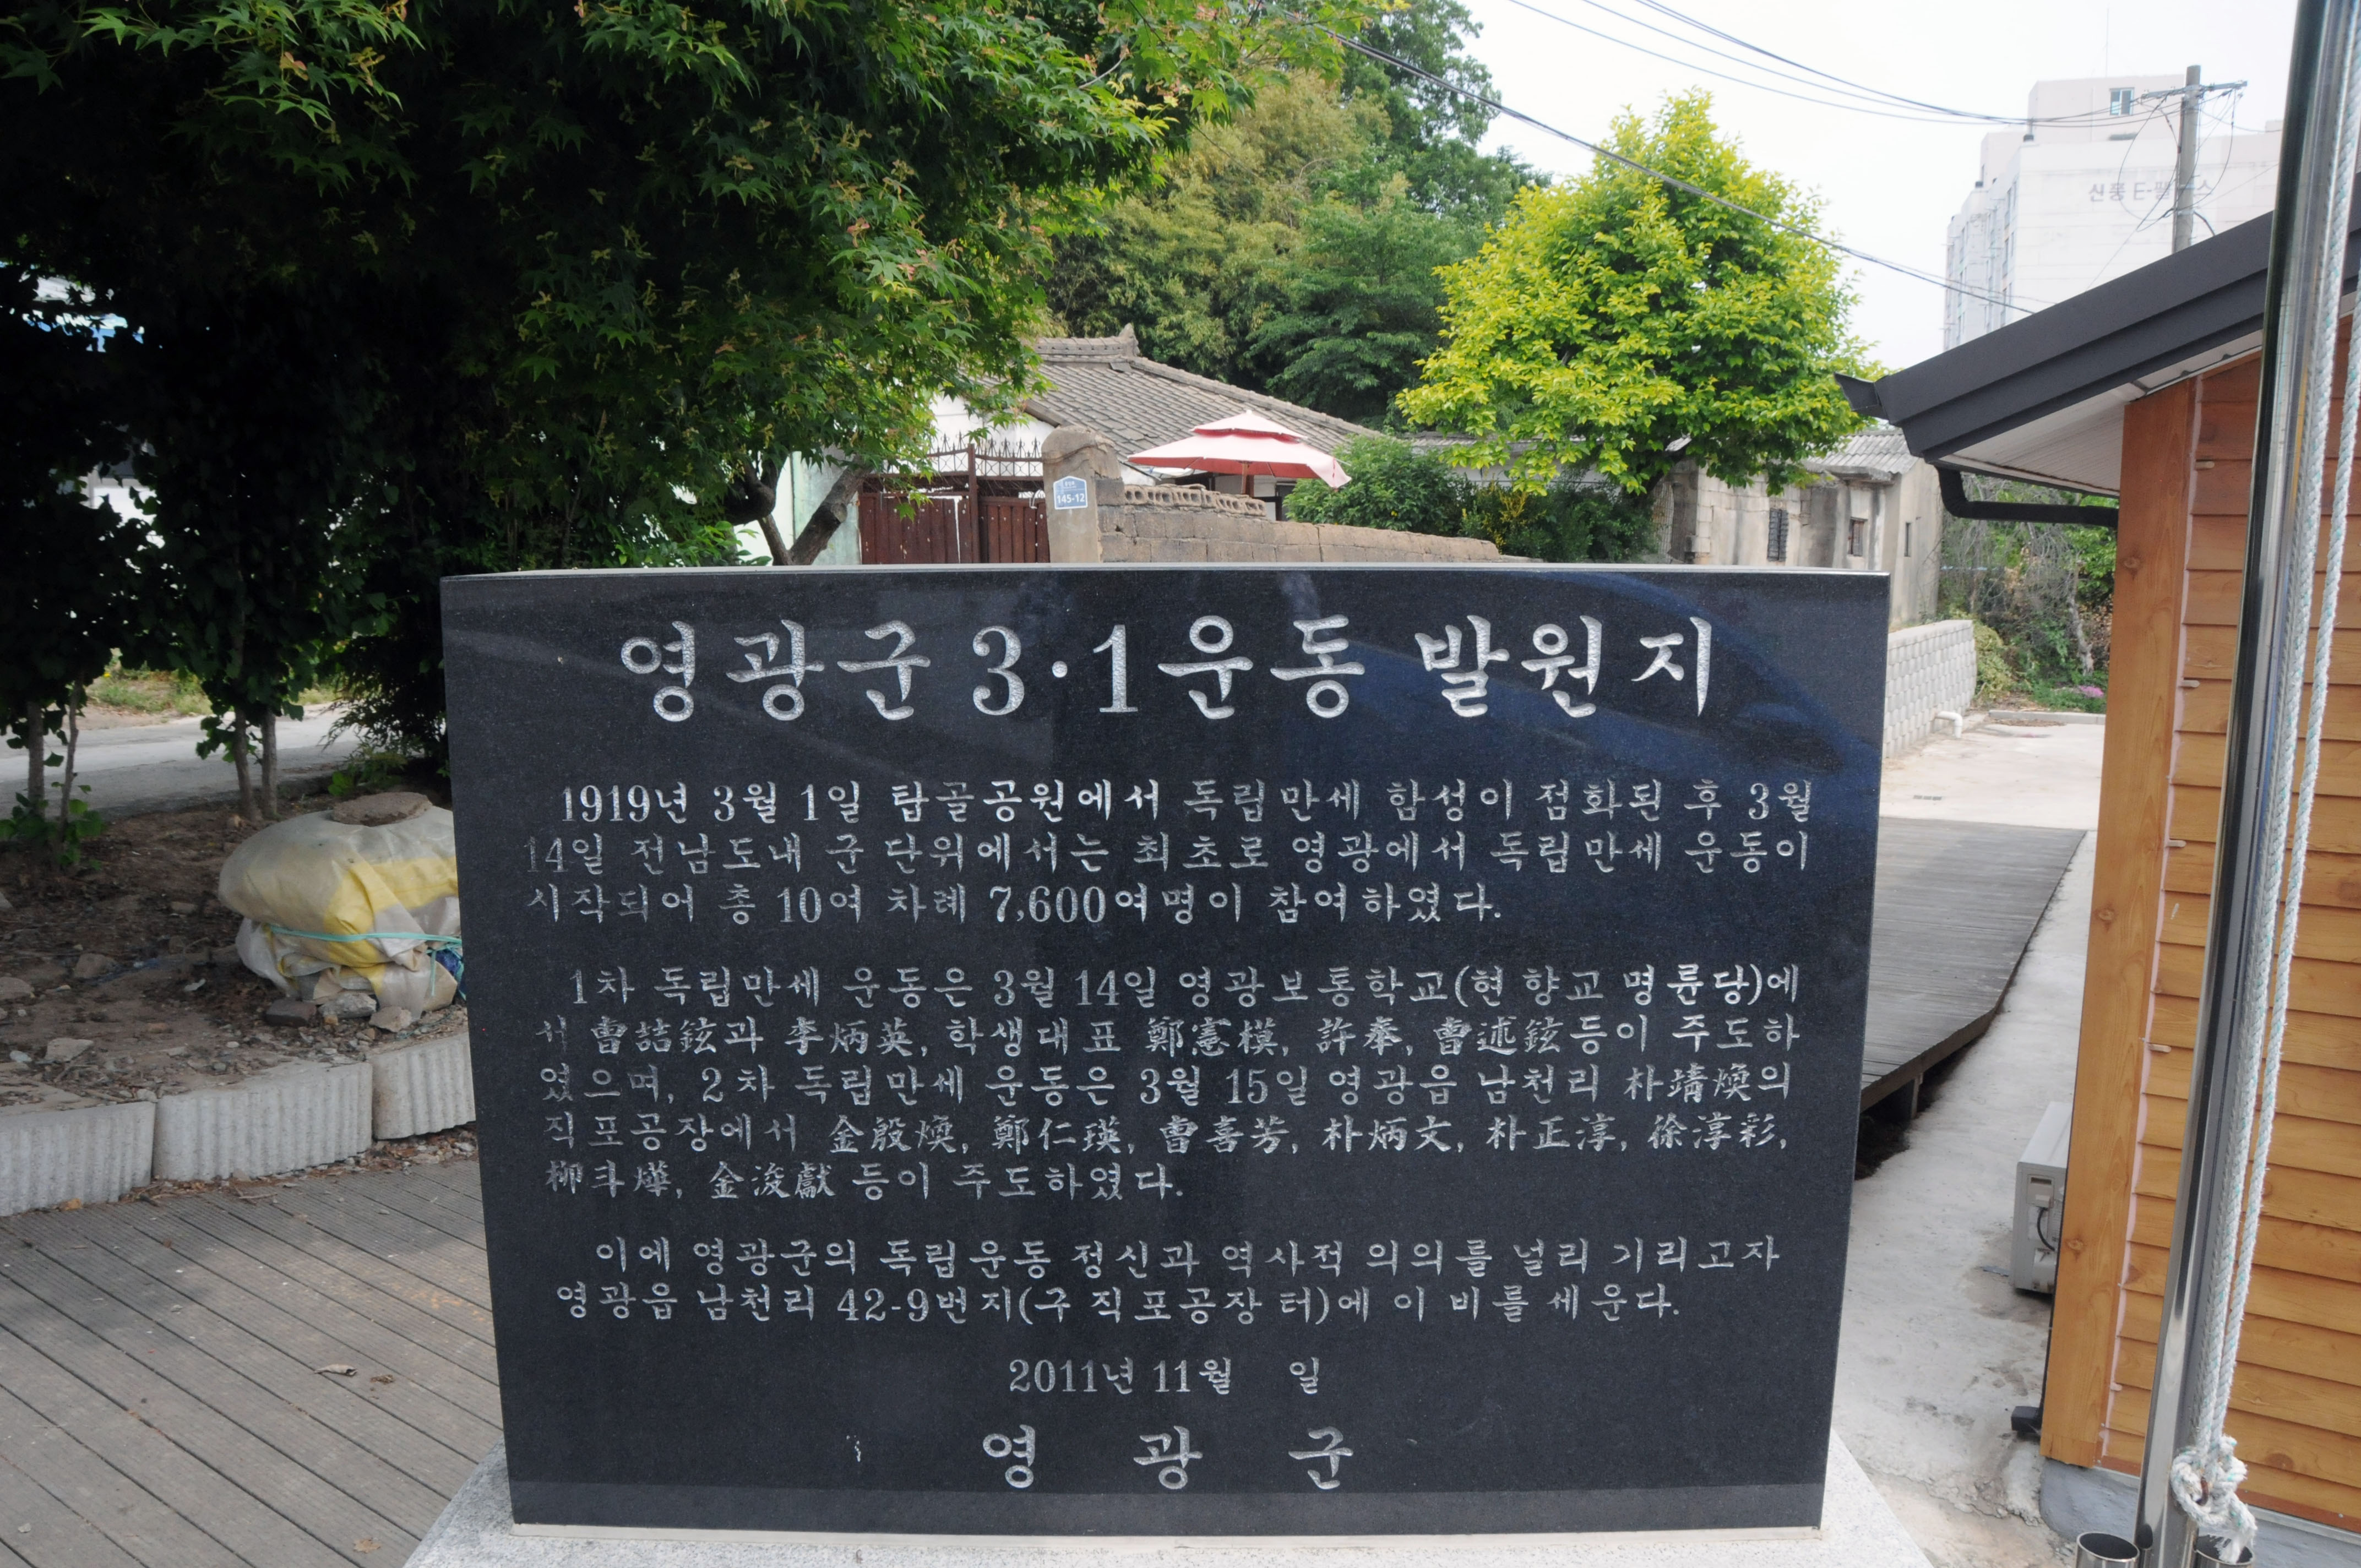 신흥 E-
145-12
영광군 3·1운동 발원지
1919년 3월 1일 탑골공원에서 독립만세 함성이 점화된 후 3월
14일 전남도내 군 단위에서는 최초로 영광에서 독립만세 운동이
시작되어 총 10여 차례 7,600여명이 참여하였다.
1차 독립만세 운동은 3월 14일 영광보통학교(현 향교 명륜당)에
서 曺喆鉉과 李炳英, 학생대표 鄭憲模, 許奉, 曺述鉉등이 주도하
였으며, 2차 독립만세 운동은 3월 15일 영광읍 남천리 朴靖煥의
직포공장에서 金殷煥, 鄭仁瑛, 曺喜芳, 朴炳文, 朴正淳, 徐淳彩,
柳斗燁, 金浚獻 등이 주도하였다.
이에 영광군의 독립운동 정신과 역사적 의의를 널리 기리고자
영광읍 남천리 42-9번지(구 직포공장 터)에 이 비를 세운다.
2011년 11월 일
영 광 군